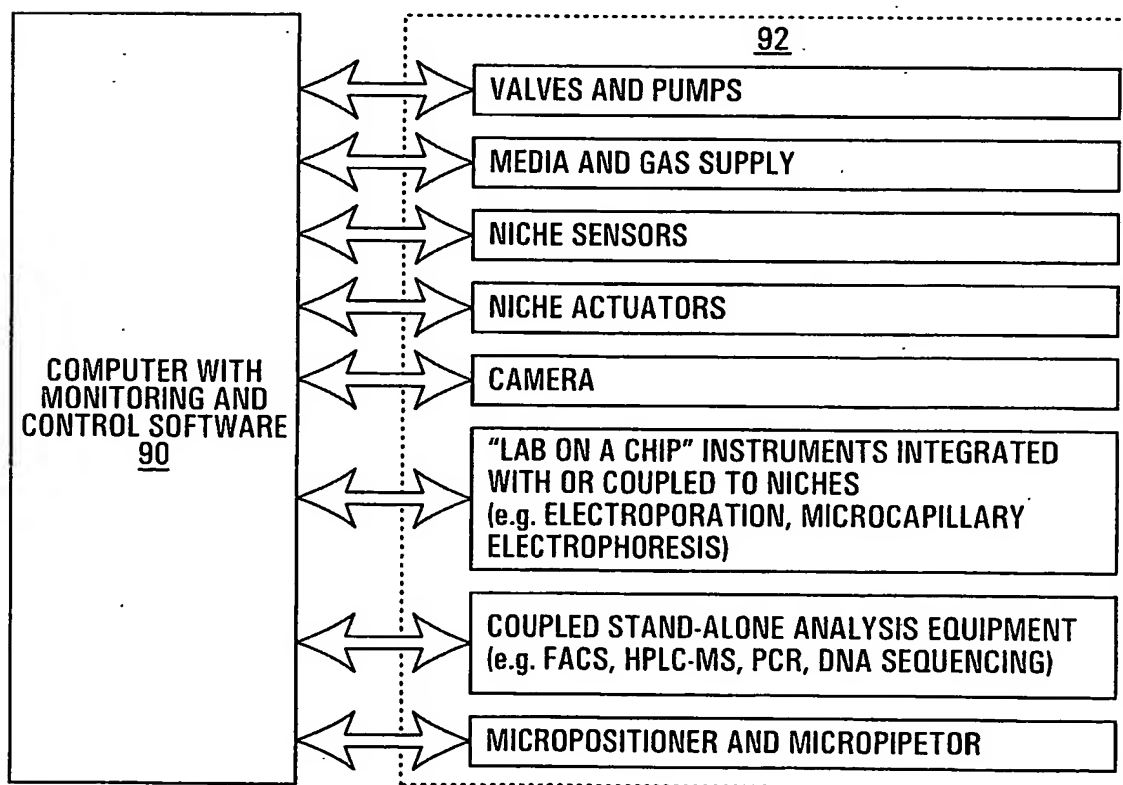 92
VALVES AND PUMPS
MEDIA AND GAS SUPPLY
NICHE SENSORS
NICHE ACTUATORS
CAMERA
COMPUTER WITH
MONITORING AND
CONTROL SOFTWARE
90
"LAB ON A CHIP" INSTRUMENTS INTEGRATED
WITH OR COUPLED TO NICHES
(e.g. ELECTROPORATION, MICROCAPILLARY
ELECTROPHORESIS)
COUPLED STAND-ALONE ANALYSIS EQUIPMENT
(e.g. FACS, HPLC-MS, PCR, DNA SEQUENCING)
MICROPOSITIONER AND MICROPIPETOR